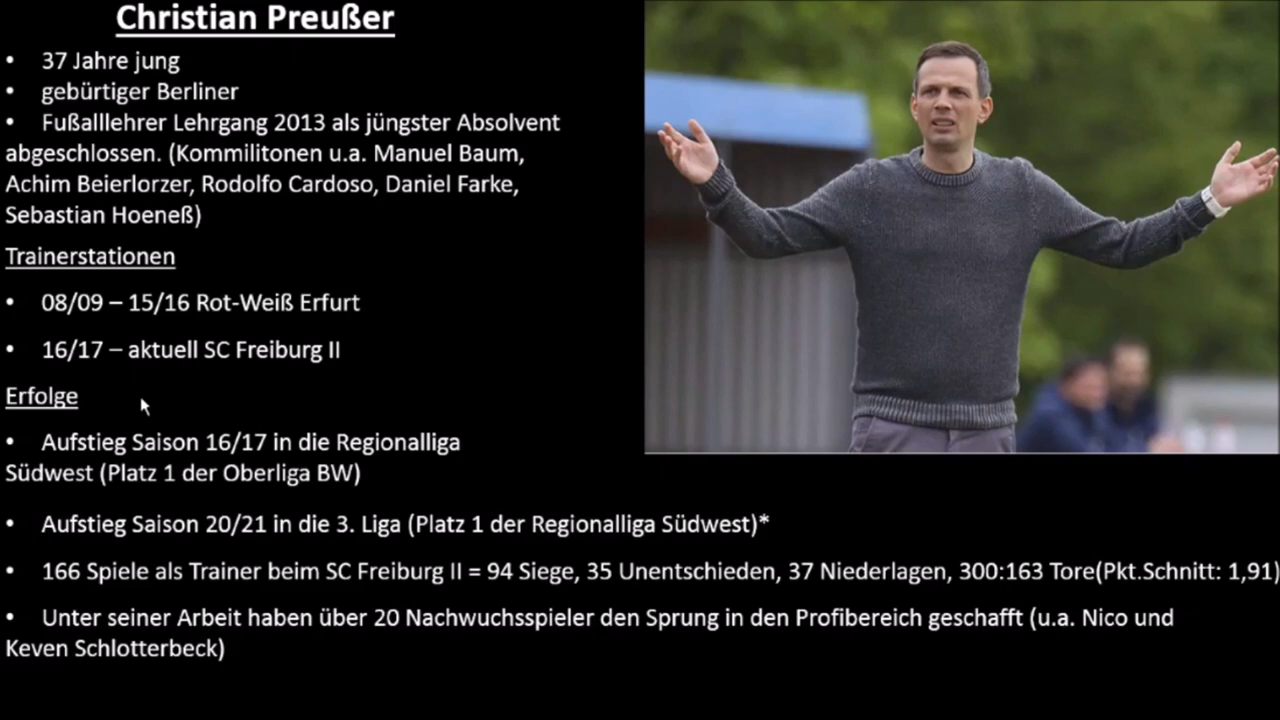 Christian Preußer
• 37 Jahre jung
• gebürtiger Berliner
• Fußalllehrer Lehrgang 2013 als jüngster Absolvent
abgeschlossen. (Kommilitonen u.a. Manuel Baum,
Achim Beierlorzer, Rodolfo Cardoso, Daniel Farke,
Sebastian Hoeneß)
Trainerstationen
• 08/09 – 15/16 Rot-Weiß Erfurt
• 16/17 – aktuell SC Freiburg II
Erfolge
• Aufstieg Saison 16/17 in die Regionalliga
Südwest (Platz 1 der Oberliga BW)
• Aufstieg Saison 20/21 in die 3. Liga (Platz 1 der Regionalliga Südwest)*
• 166 Spiele als Trainer beim SC Freiburg II = 94 Siege, 35 Unentschieden, 37 Niederlagen, 300:163 Tore(Pkt.Schnitt: 1,91)
• Unter seiner Arbeit haben über 20 Nachwuchsspieler den Sprung in den Profibereich geschafft (u.a. Nico und
Keven Schlotterbeck)